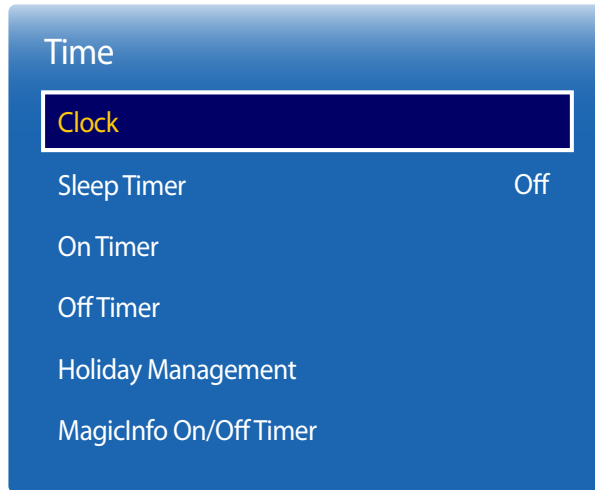 Time
Clock
Sleep Timer Off
On Timer
Off Timer
Holiday Management
MagicInfo On/Off Timer